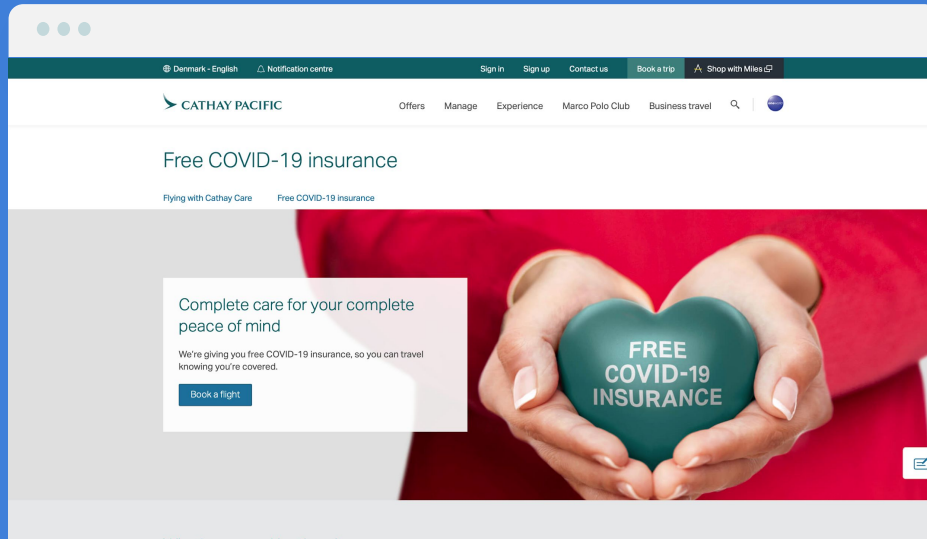 Denmark - English Notification centre Sign in Sign up Contact us Book a trip Shop with Miles
CATHAY PACIFIC Offers Manage Experience Marco Polo Club Business travel
Free COVID-19 insurance
Flying with Cathay Care Free COVID-19 insurance
Complete care for your complete
peace of mind
We're giving you free COVID-19 insurance, so you can travel
knowing you're covered.
Book a flight
FREE
COVID-19
INSURANCE